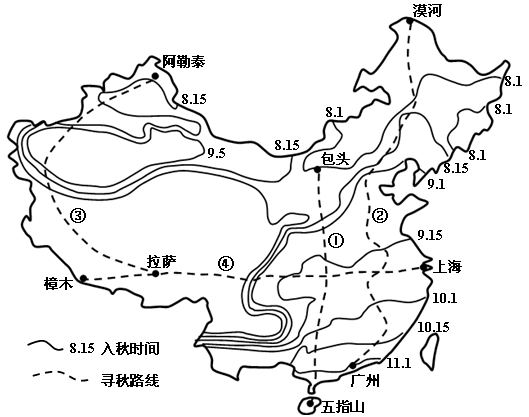 漠河
阿勒泰
8.15
8.1
8.1
8.1
8.15
包头
9.5
8.1
8.15
9.1
③
②
①
9.15
拉萨
④
上海
樟木
10.1
10.15
8.15 入秋时间
11.1
寻秋路线
广州
五指山